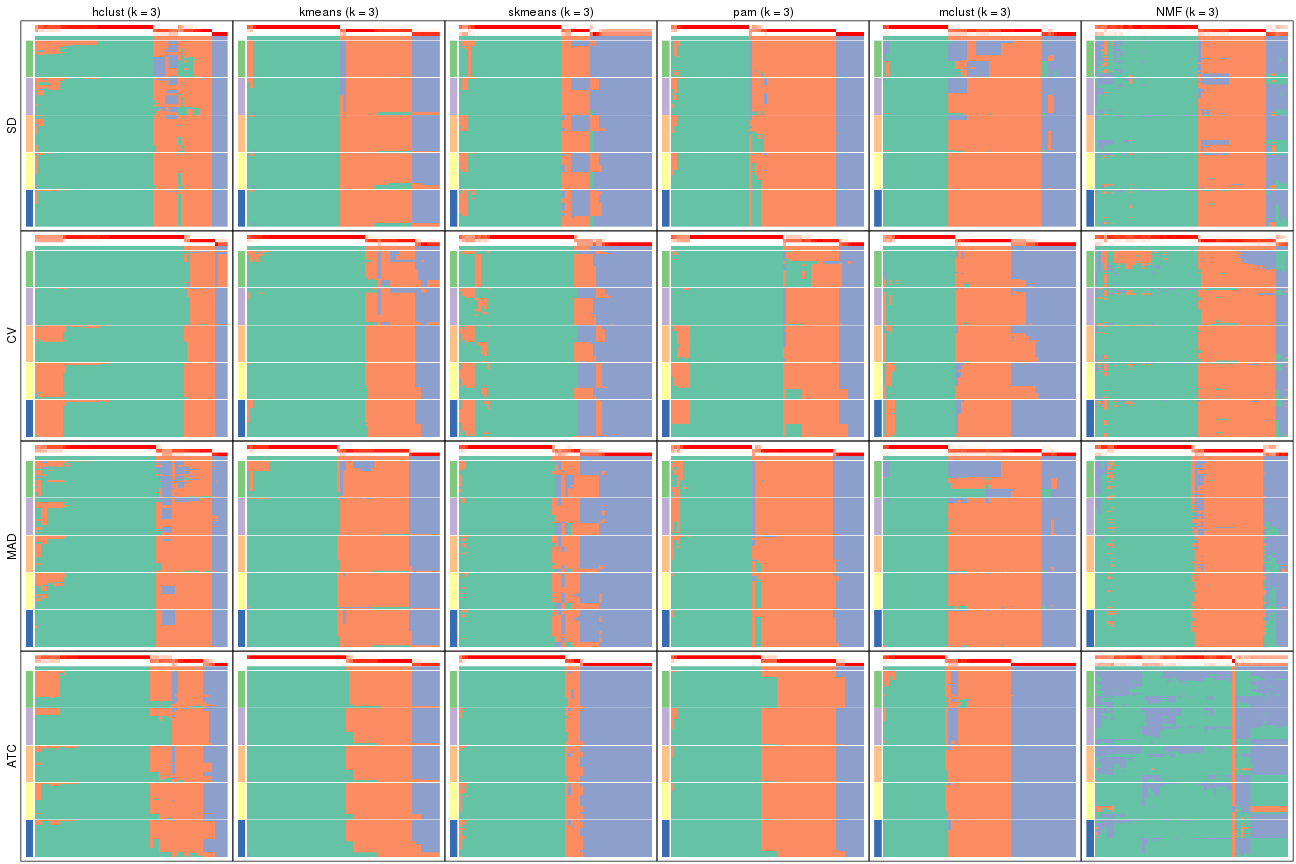 hclust (k = 3)
kmeans (k = 3)
skmeans (k = 3)
pam (k = 3)
mclust (k = 3)
NMF (k = 3)
SD
CV
MAD
ATC